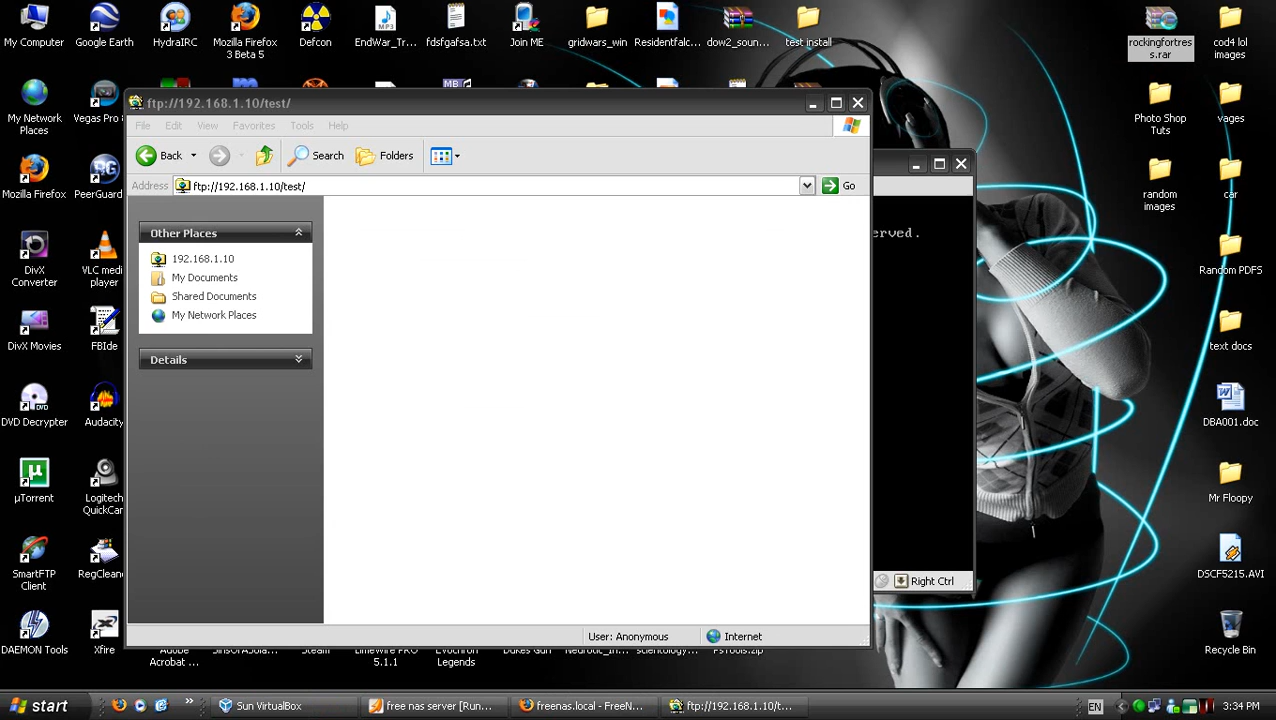 My Computer
Google Earth
HydraIRC
Mozilla Firefox
3 Beta 5
Defcon
EndWar_Tr...
fdsfgafsa.txt
Join ME
gridwars_win
Residentfalc...
dow2_soun...
test install
rockingfortres
s.rar
cod4 lol
images
My Network
Places
Vegas Pro 8
Photo Shop
Tuts
vages
Mozilla Firefox
PeerGuard
random
images
car
DivX
Converter
VLC media
player
Random PDFS
DivX Movies
FBIde
text docs
DVD Decrypter
Audacity
DBA001.doc
µTorrent
Logitech
QuickCar
Mr Floopy
SmartFTP
Client
RegCleane
DSCF5215.AVI
DAEMON Tools
Xfire
Adobe
Acrobat ...
Steam
LimeWire PRO
5.1.1
Evochron
Legends
Dukes Gun
PSTools.zip
Recycle Bin
ftp://192.168.1.10/test/
File Edit View Favorites Tools Help
Back Search Folders
Address ftp://192.168.1.10/test/ Go
Other Places
192.168.1.10
My Documents
Shared Documents
My Network Places
Details
User: Anonymous Internet
erved.
Right Ctrl
start
Sun VirtualBox
free nas server [Run...
freenas.local - FreeN...
ftp://192.168.1.10/t...
EN
3:34 PM